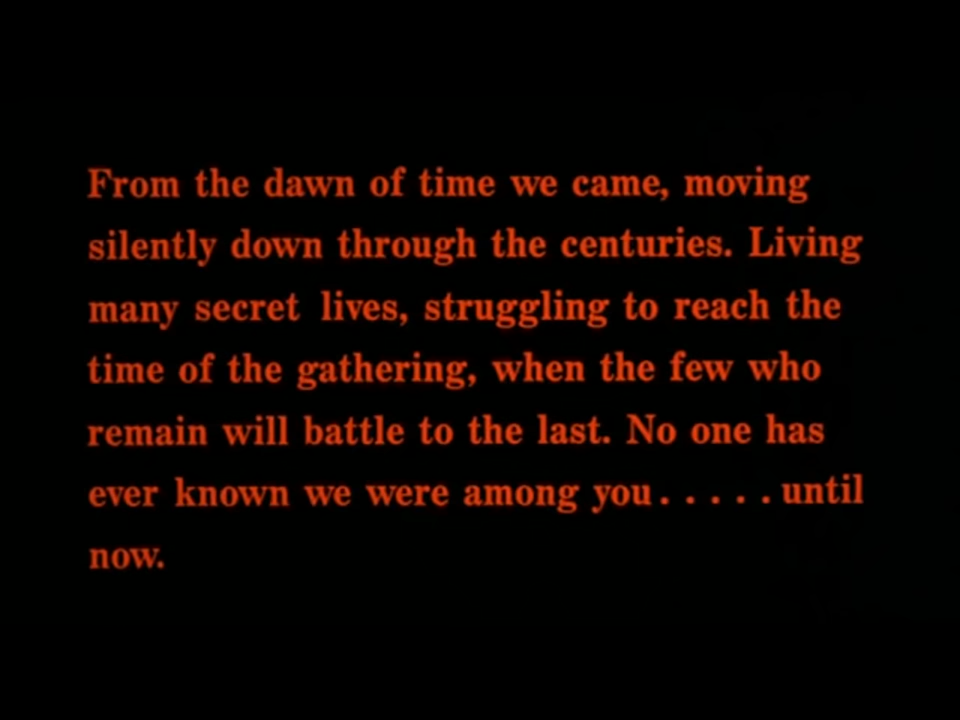 From the dawn of time we came, moving
silently down through the centuries. Living
many secret lives, struggling to reach the
time of the gathering, when the few who
remain will battle to the last. No one has
ever known we were among you.....until
now.